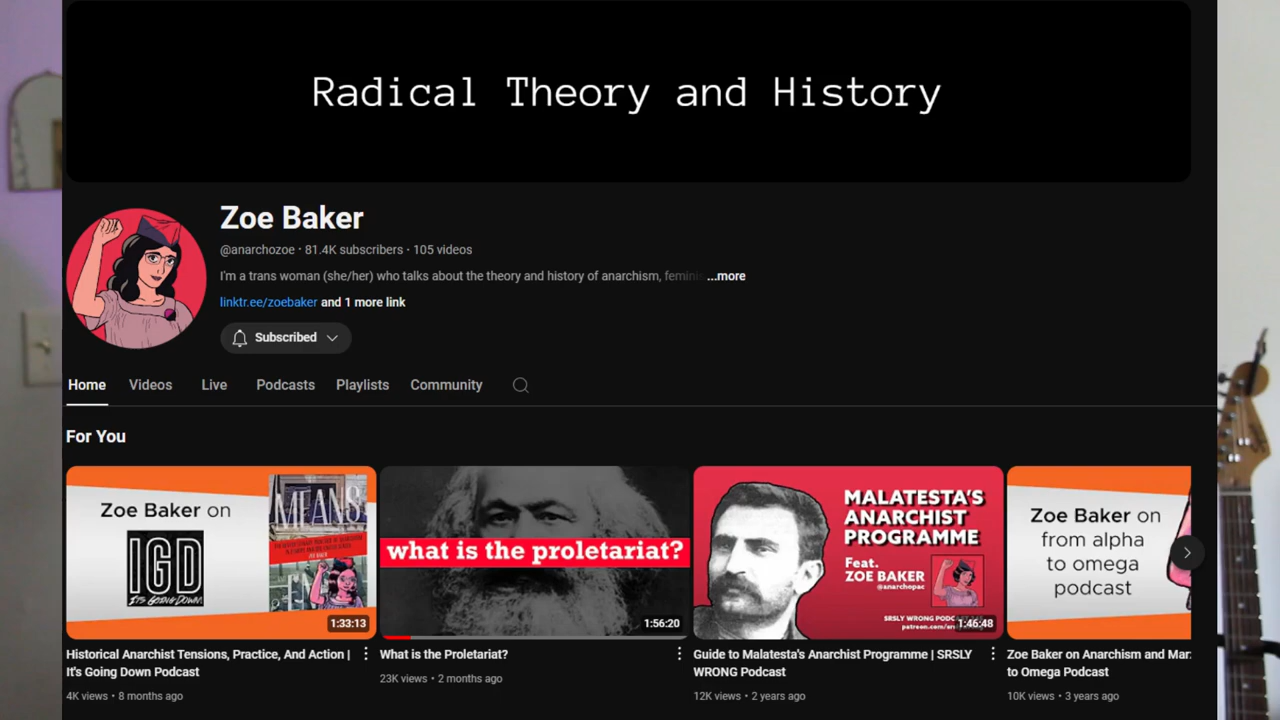 Radical Theory and History
Zoe Baker
@anarchozoe · 81.4K subscribers · 105 videos
I'm a trans woman (she/her) who talks about the theory and history of anarchism, femini ...more
linktr.ee/zoebaker and 1 more link
Subscribed
Home Videos Live Podcasts Playlists Community
For You
Zoe Baker on
IGD
IT'S GOING DOWN
MEANS
1:33:13
what is the proletariat?
1:56:20
MALATESTA'S
ANARCHIST
PROGRAMME
Feat.
ZOE BAKER
@anarchopac
SRSLY WRONG
1:46:48
Zoe Baker on
from alpha
to omega
podcast
Historical Anarchist Tensions, Practice, And Action |
It's Going Down Podcast
4K views · 8 months ago
What is the Proletariat?
23K views · 2 months ago
Guide to Malatesta's Anarchist Programme | SRSLY
WRONG Podcast
12K views · 2 years ago
Zoe Baker on Anarchism and Mar
to Omega Podcast
10K views · 3 years ago